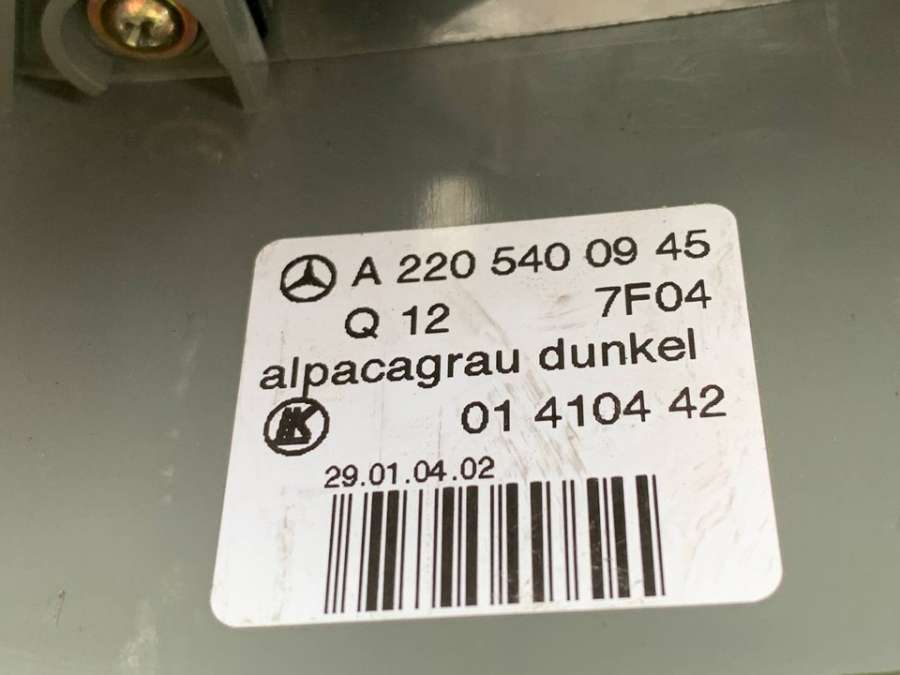 A 220 540 09 45
Q 12 7F04
alpacagrau dunkel
01 4104 42
29.01.04.02